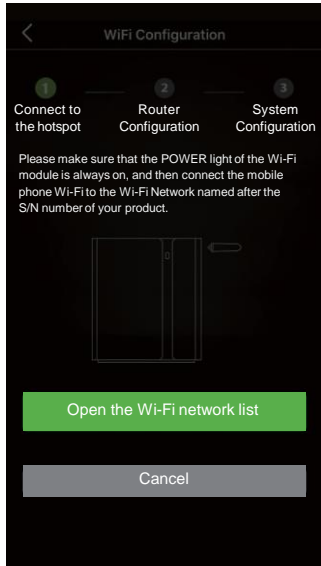 WiFi Configuration
1 2 3
Connect to the hotspot
Router Configuration
System Configuration
Please make sure that the POWER light of the Wi-Fi
module is always on, and then connect the mobile
phone Wi-Fi to the Wi-Fi Network named after the
S/N number of your product.
Open the Wi-Fi network list
Cancel